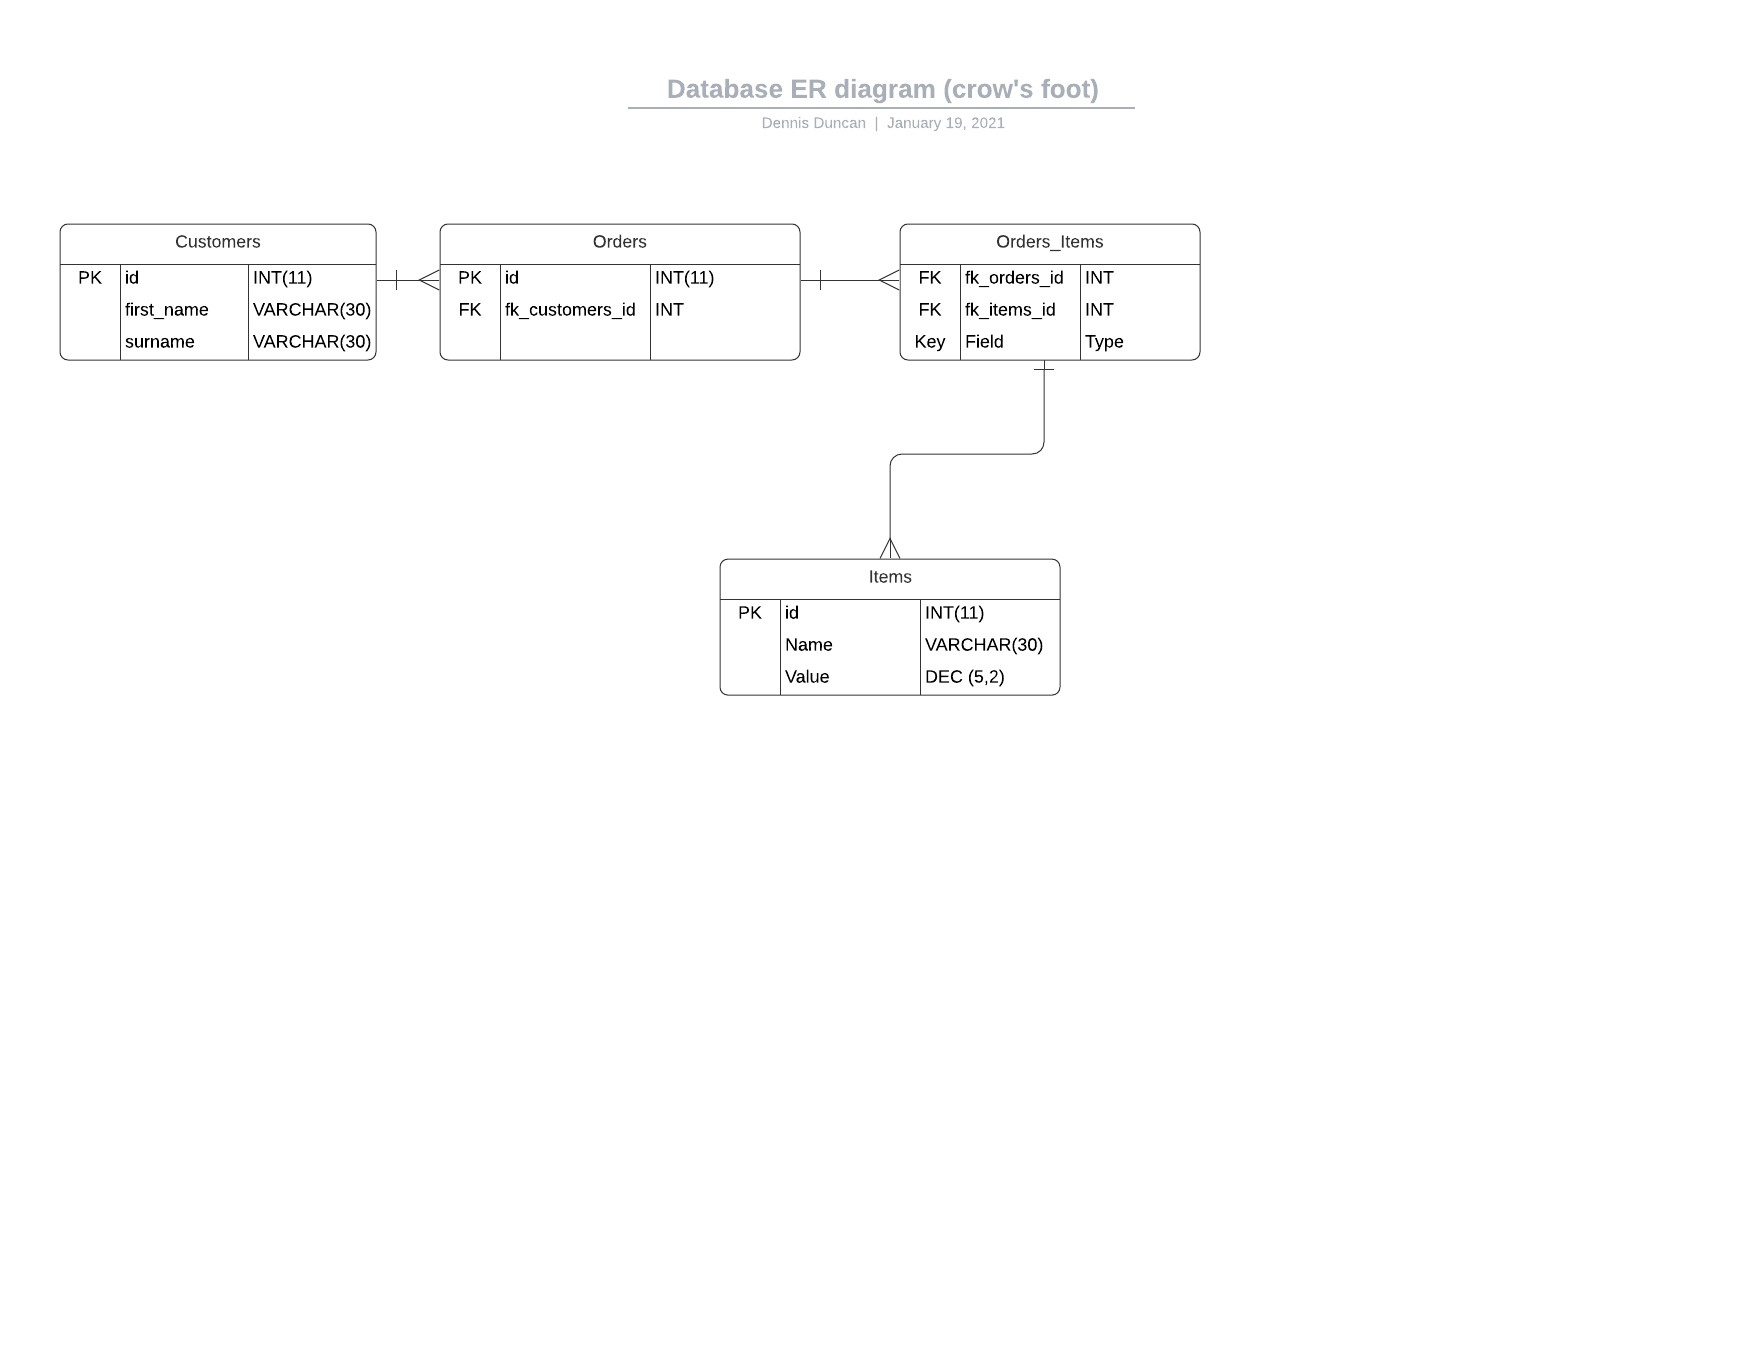 Database ER diagram (crow's foot)
Dennis Duncan | January 19, 2021
Customers
PK id INT(11)
first_name VARCHAR(30)
surname VARCHAR(30)
Orders
PK id INT(11)
FK fk_customers_id INT
Orders_Items
FK fk_orders_id INT
FK fk_items_id INT
Key Field Type
Items
PK id INT(11)
Name VARCHAR(30)
Value DEC (5,2)